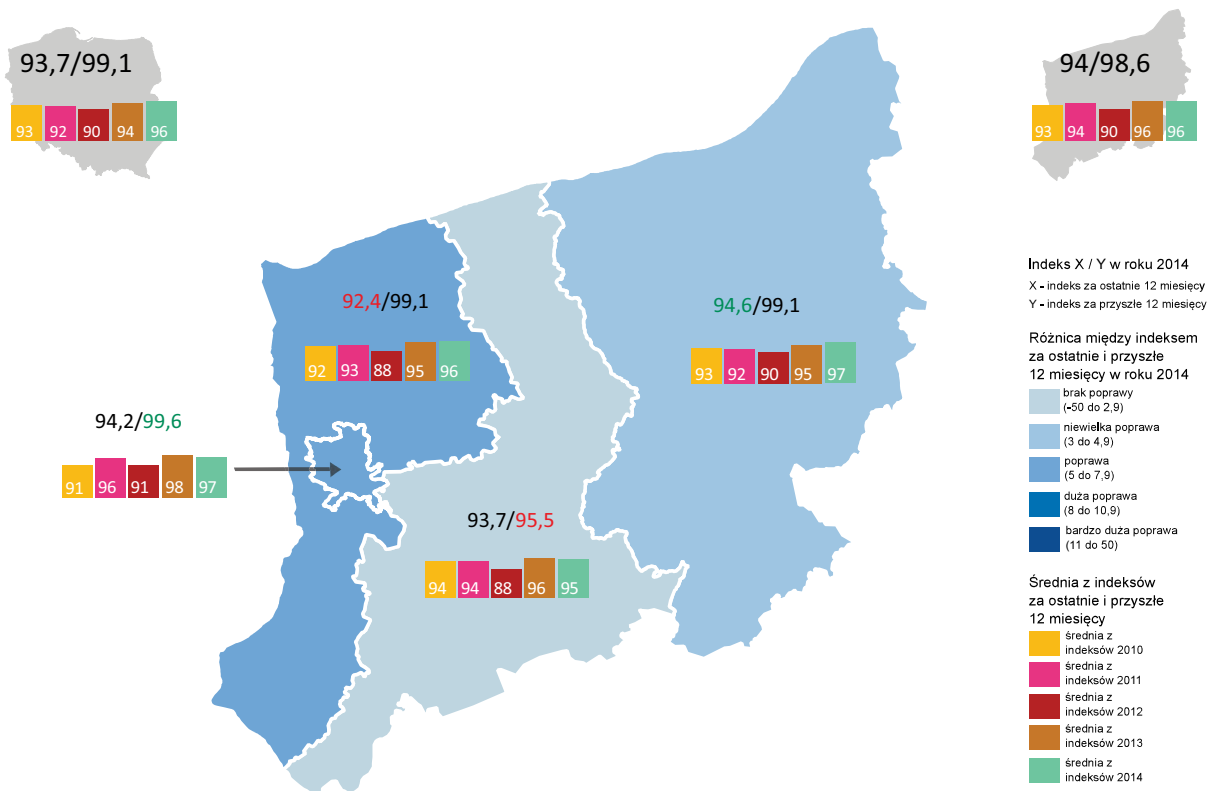 93,7/99,1
93 92 90 94 96
94/98,6
93 94 90 96 96
92,4/99,1
92 93 88 95 96
94,6/99,1
93 92 90 95 97
94,2/99,6
91 96 91 98 97
93,7/95,5
94 94 88 96 95
Indeks X / Y w roku 2014
X - indeks za ostatnie 12 miesięcy
Y - indeks za przyszłe 12 miesięcy
Różnica między indeksem
za ostatnie i przyszłe
12 miesięcy w roku 2014
brak poprawy
(-50 do 2,9)
niewielka poprawa
(3 do 4,9)
poprawa
(5 do 7,9)
duża poprawa
(8 do 10,9)
bardzo duża poprawa
(11 do 50)
Średnia z indeksów
za ostatnie i przyszłe
12 miesięcy
średnia z
indeksów 2010
średnia z
indeksów 2011
średnia z
indeksów 2012
średnia z
indeksów 2013
średnia z
indeksów 2014